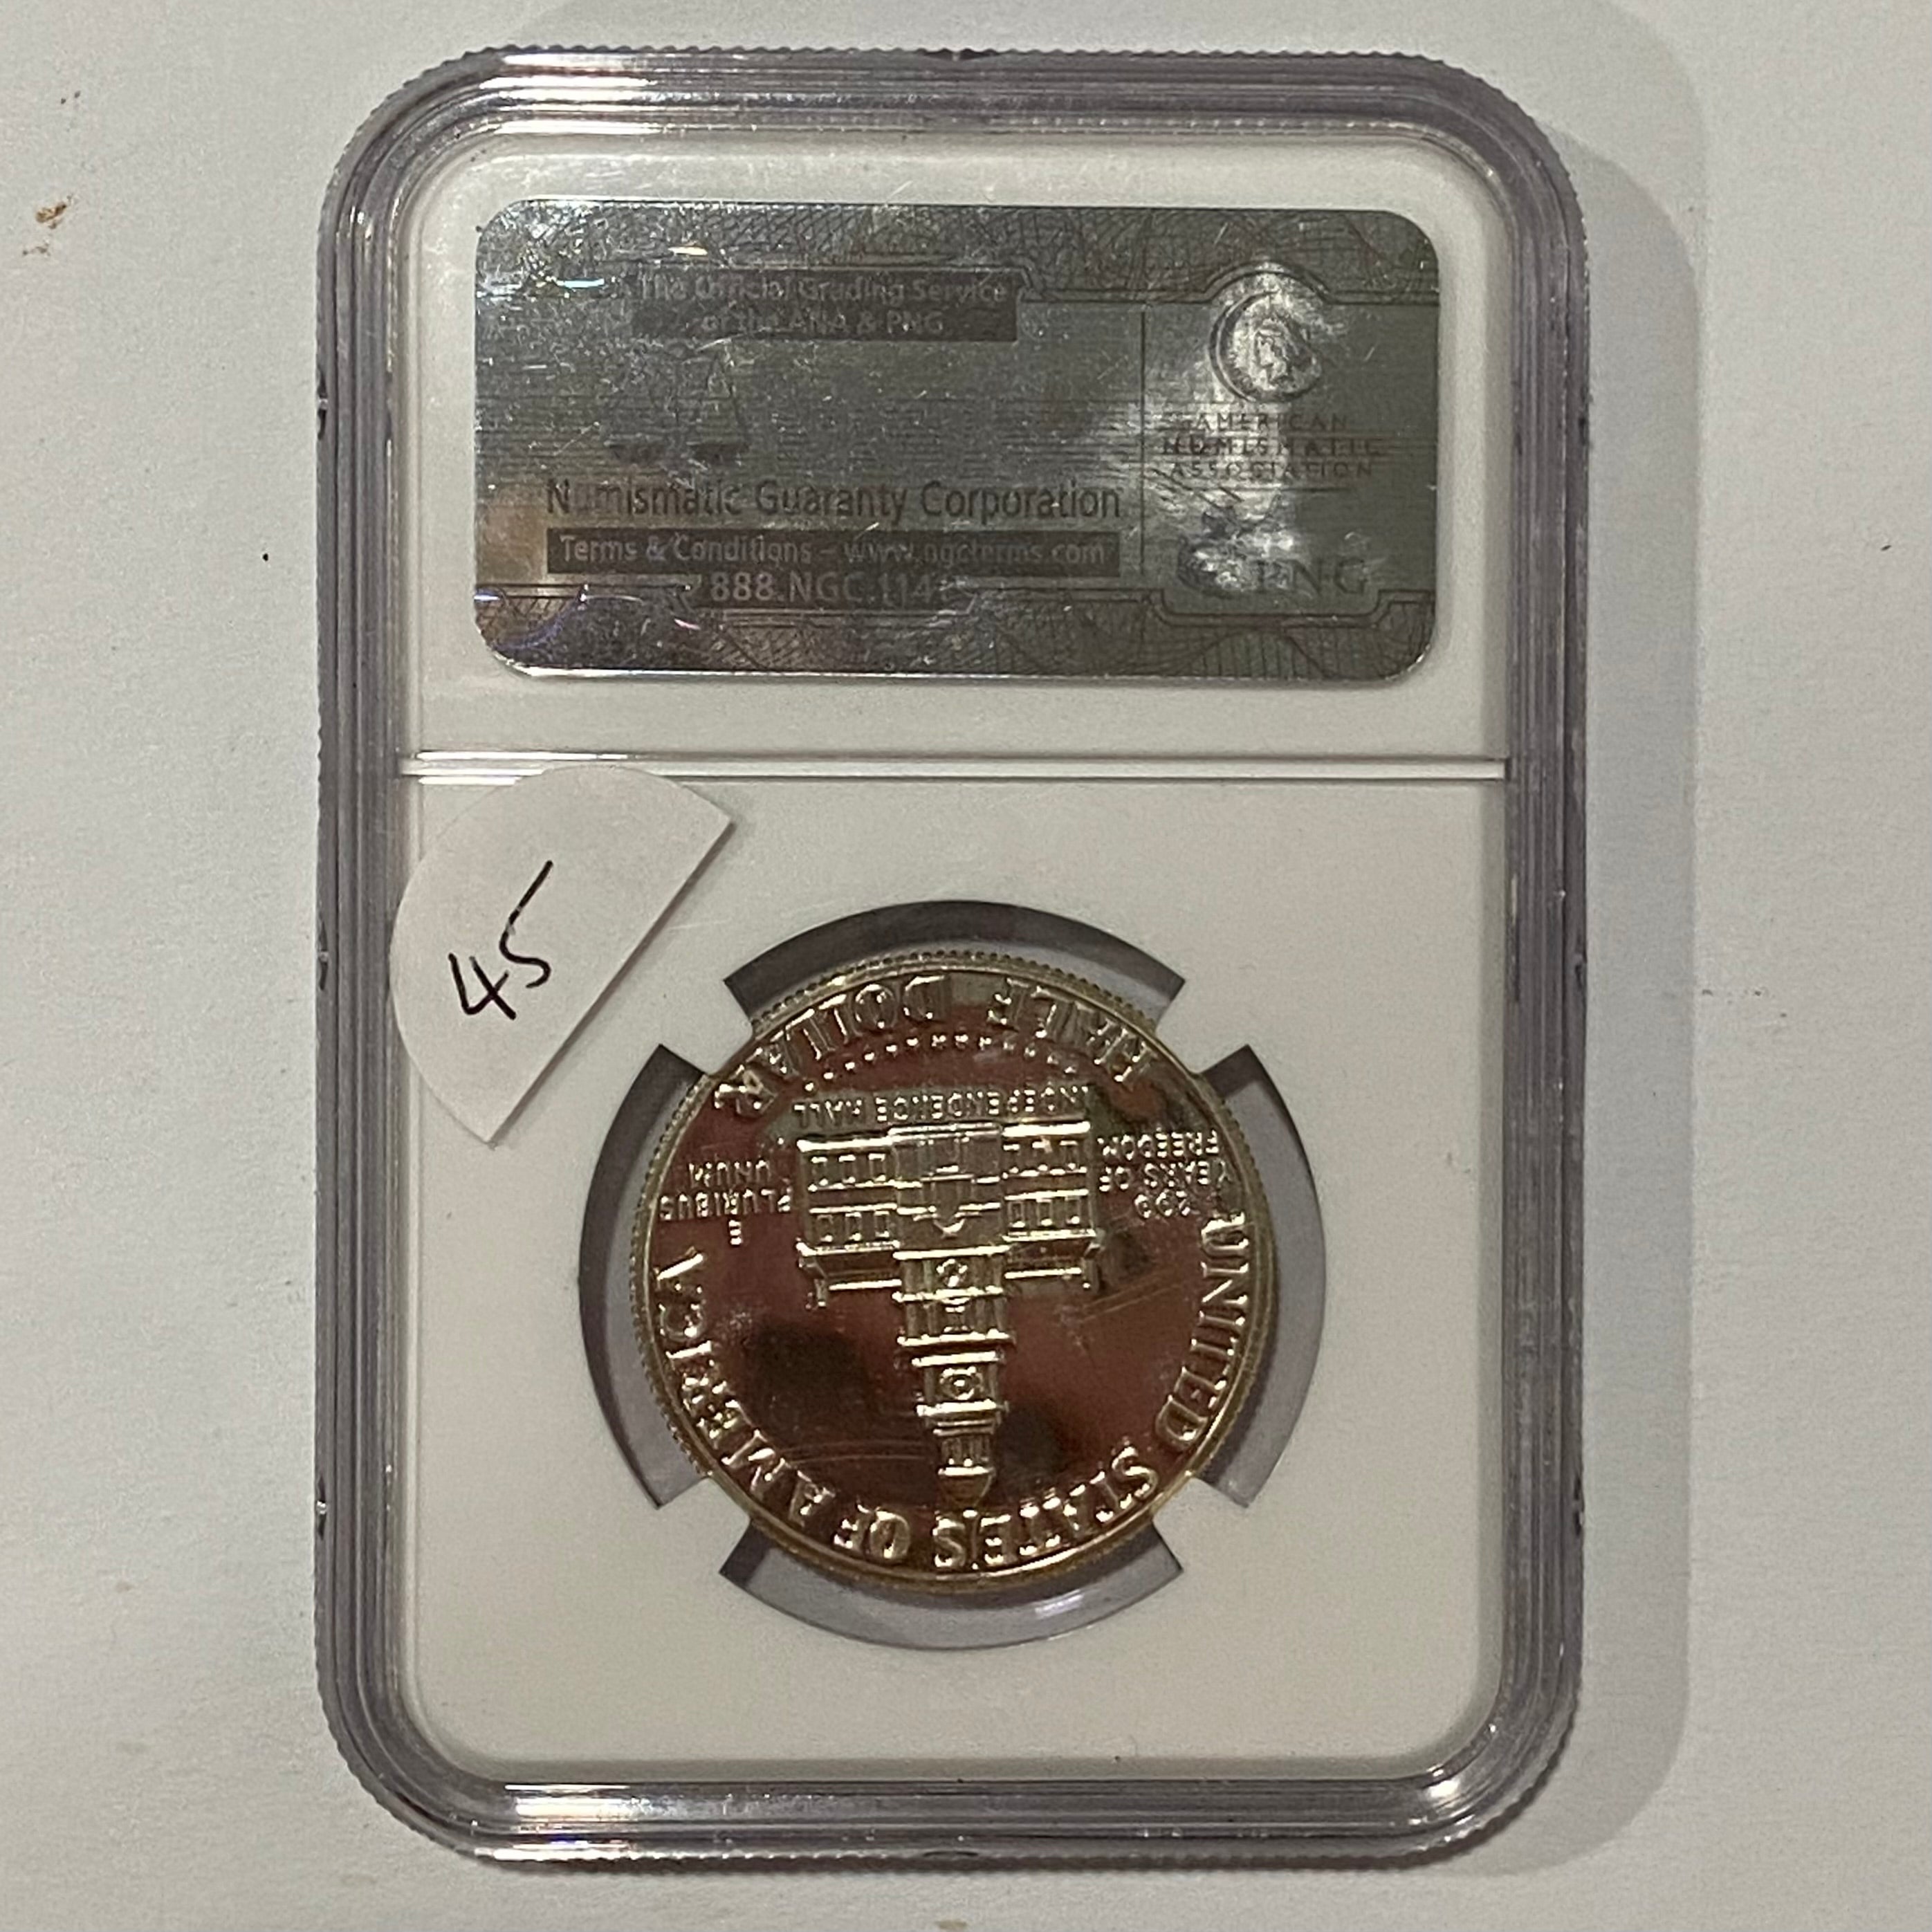 The Official Grading Service
of the ANA & PNG
AMERICAN
NUMISMATIC
ASSOCIATION
Numismatic Guaranty Corporation
Terms & Conditions – www.ngcterms.com
888.NGC.114
PNG
45
HALF DOLLAR
INDEPENDENCE HALL
200
YEARS OF
FREEDOM
E
PLURIBUS
UNUM
UNITED STATES OF AMERICA